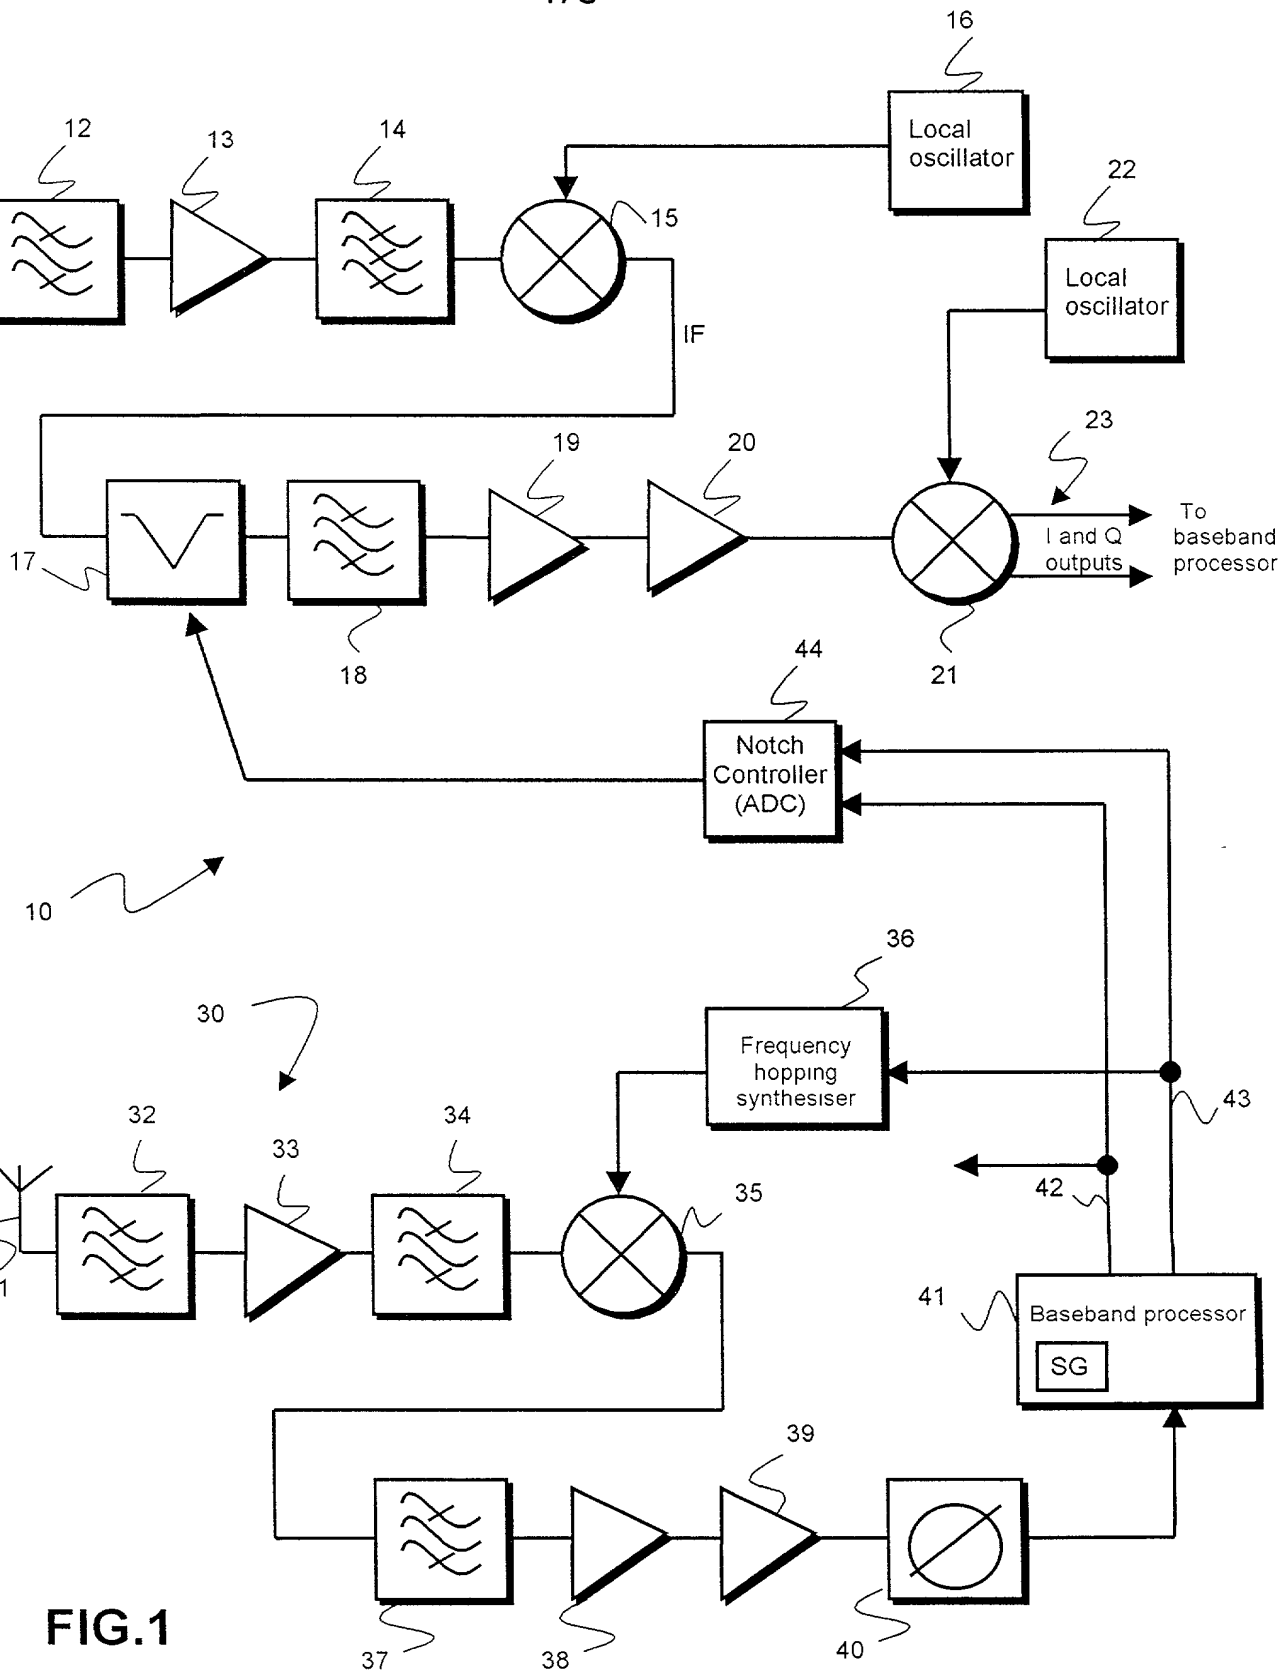 16
12
13
14
Local
oscillator
22
15
Local
oscillator
IF
23
19
20
To
I and Q
baseband
outputs
processor
17
18
21
44
Notch
Controller
(ADC)
10
36
30
Frequency
hopping
synthesiser
43
32
34
33
42
35
1
41
Baseband processor
SG
39
37
38
40
FIG.1